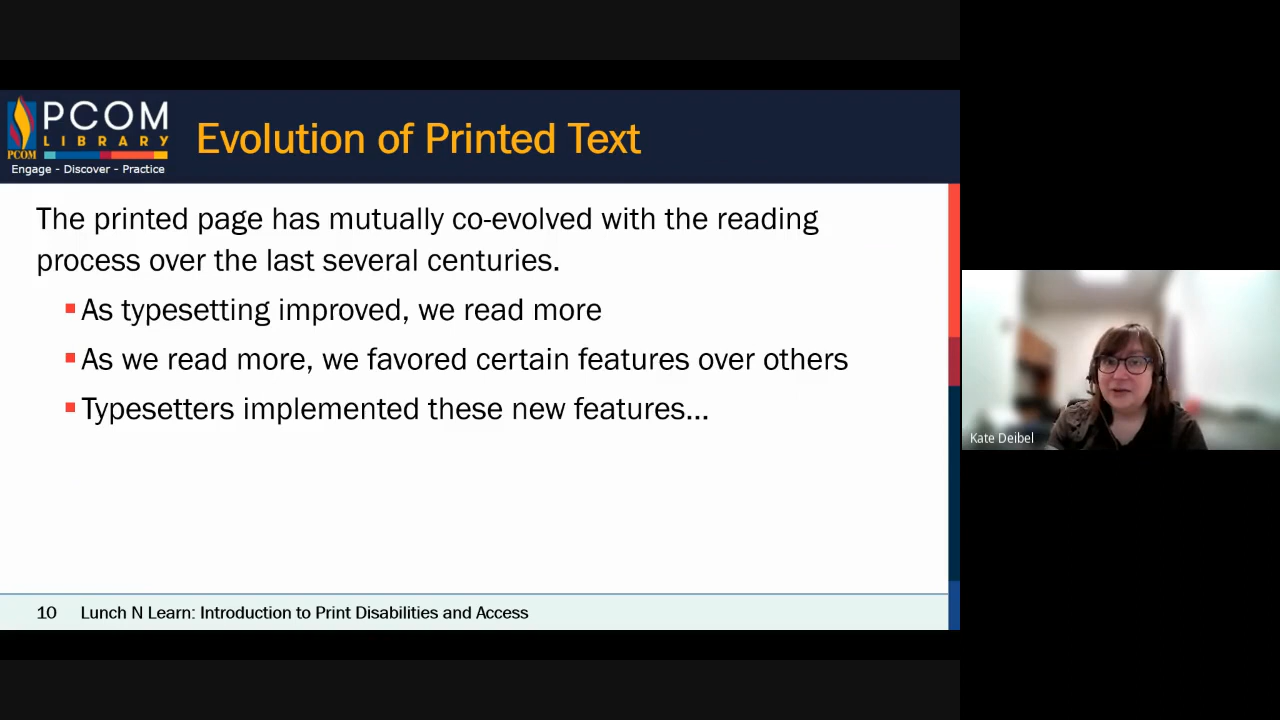 PCOM
LIBRARY
PCOM
Engage - Discover - Practice
Evolution of Printed Text
The printed page has mutually co-evolved with the reading
process over the last several centuries.
As typesetting improved, we read more
As we read more, we favored certain features over others
Typesetters implemented these new features...
10 Lunch N Learn: Introduction to Print Disabilities and Access
Kate Deibel